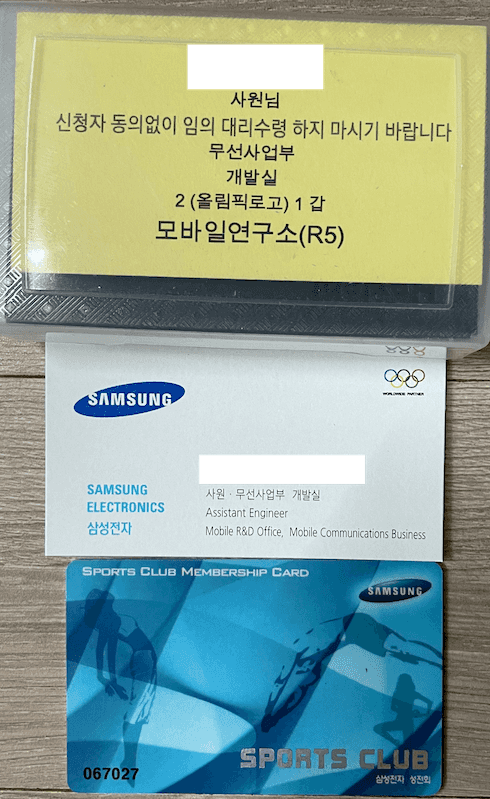 사원님
신청자 동의없이 임의 대리수령 하지 마시기 바랍니다
무선사업부
개발실
2 (올림픽로고) 1 갑
모바일연구소(R5)
SAMSUNG
WORLDWIDE PARTNER
SAMSUNG
ELECTRONICS
삼성전자
사원 · 무선사업부 개발실
Assistant Engineer
Mobile R&D Office, Mobile Communications Business
SPORTS CLUB MEMBERSHIP CARD
SAMSUNG
SPORTS CLUB
삼성전자 성전회
067027